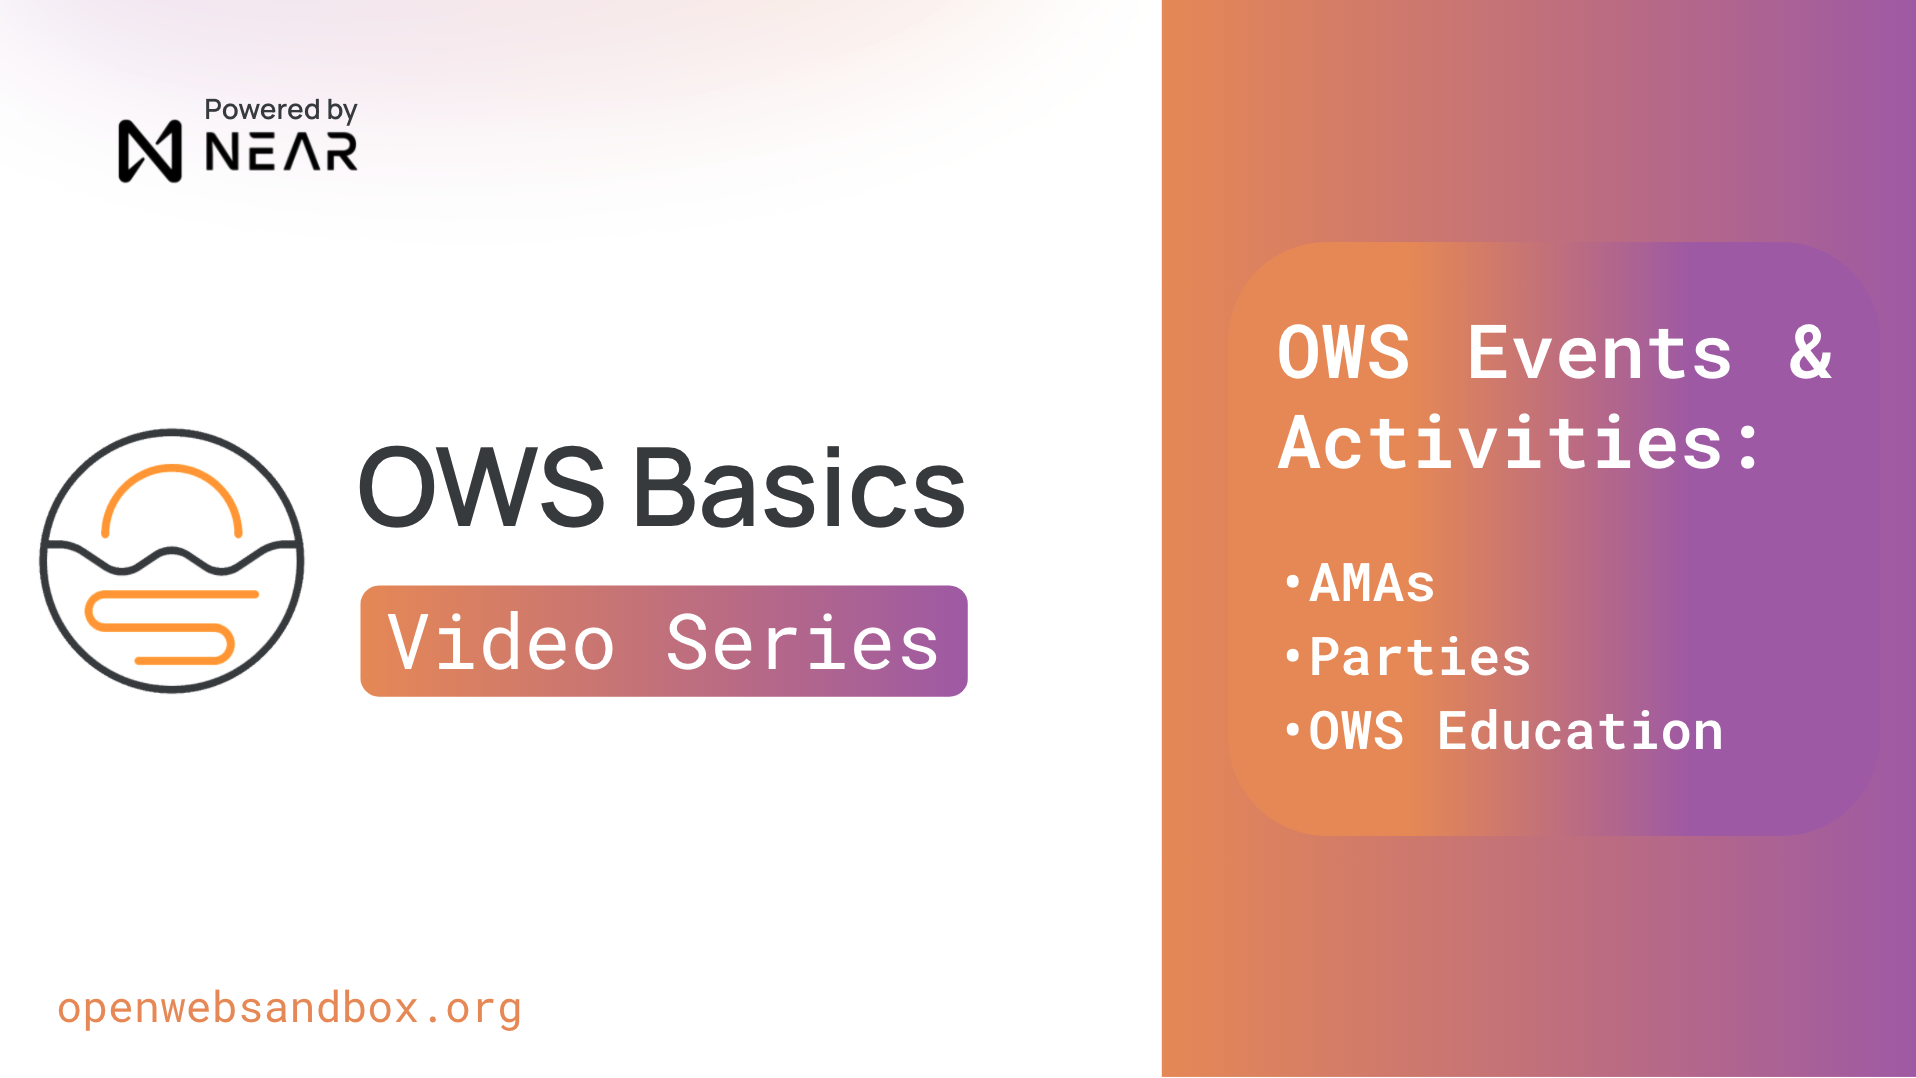 Powered by
NEAR
OWS Basics
Video Series
openwebsandbox.org
OWS Events &
Activities:
•AMAs
•Parties
•OWS Education